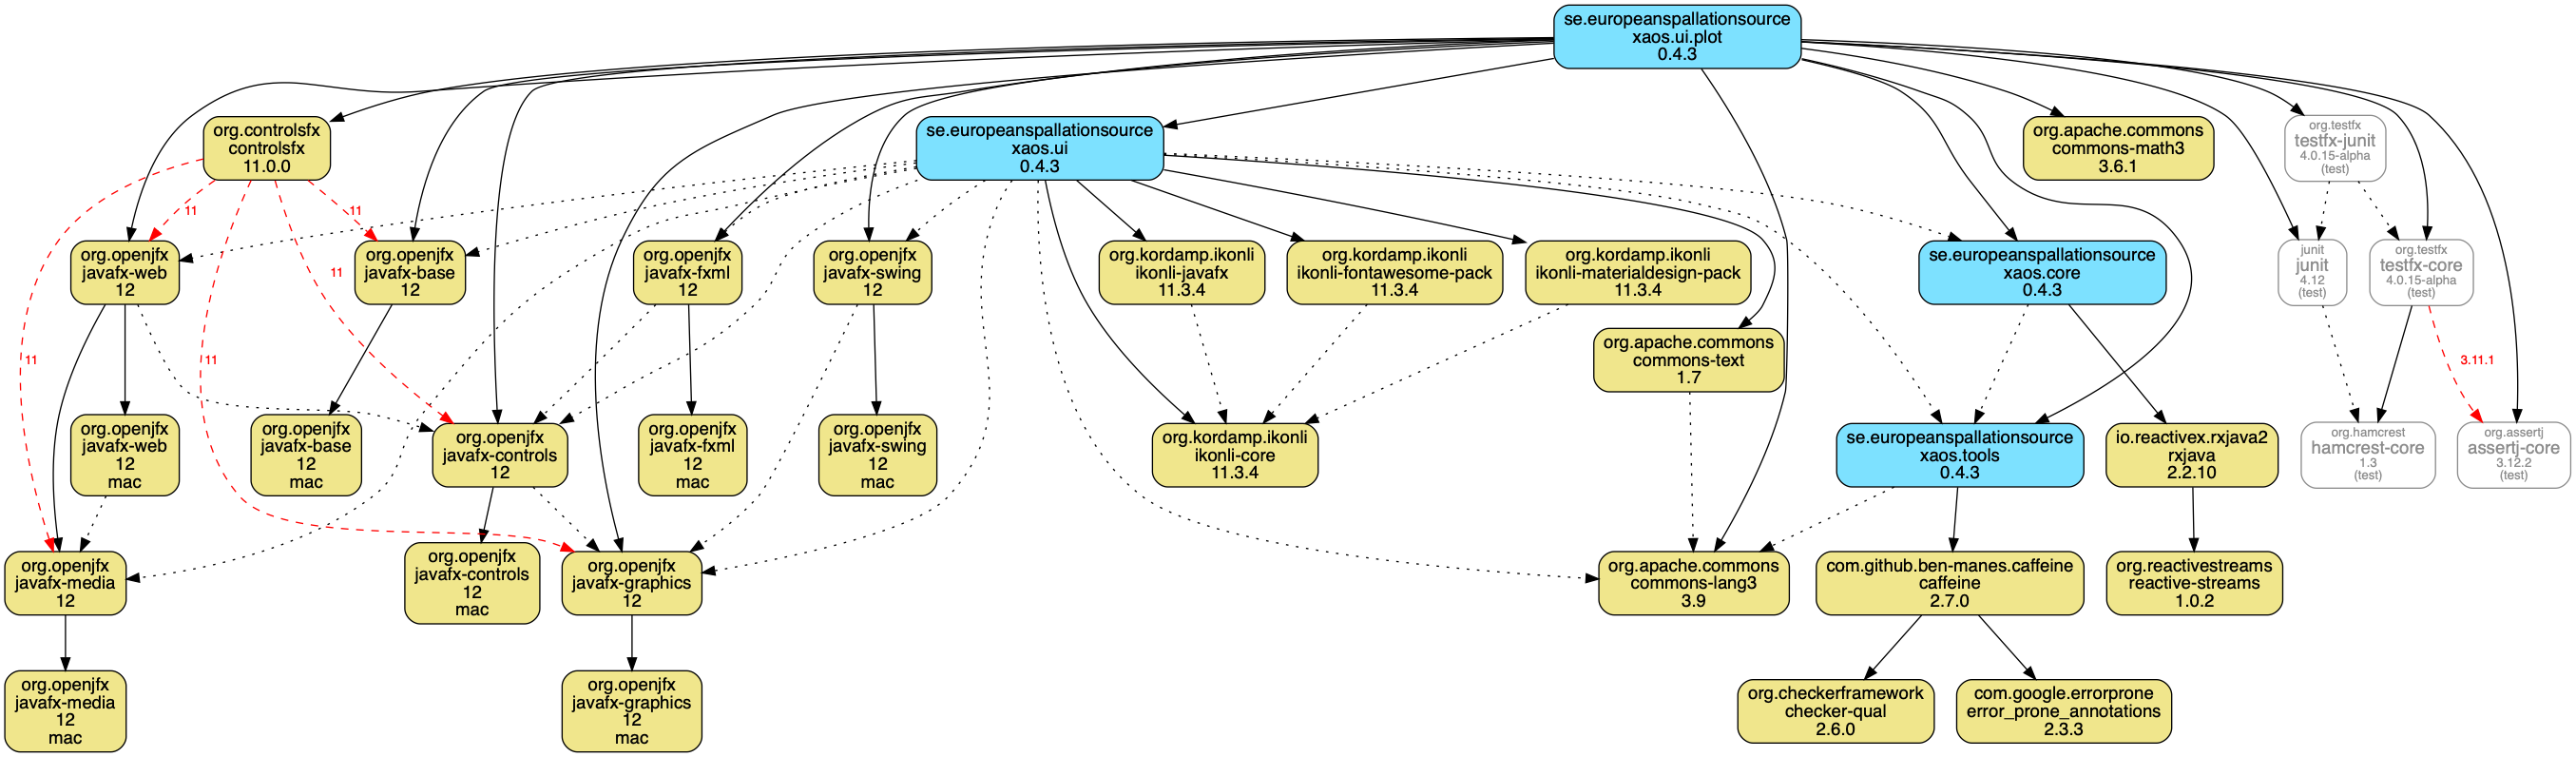 se.europeanspallationsource
xaos.ui.plot
0.4.3
org.controlsfx
controlsfx
11.0.0
se.europeanspallationsource
xaos.ui
0.4.3
org.apache.commons
commons-math3
3.6.1
org.testfx
testfx-junit
4.0.15-alpha
(test)
11
11
org.openjfx
javafx-web
12
org.openjfx
javafx-base
12
org.openjfx
javafx-fxml
12
org.openjfx
javafx-swing
12
org.kordamp.ikonli
ikonli-javafx
11.3.4
org.kordamp.ikonli
ikonli-fontawesome-pack
11.3.4
org.kordamp.ikonli
ikonli-materialdesign-pack
11.3.4
se.europeanspallationsource
xaos.core
0.4.3
junit
junit
4.12
(test)
org.testfx
testfx-core
4.0.15-alpha
(test)
11
11
11
org.apache.commons
commons-text
1.7
3.11.1
org.openjfx
javafx-web
12
mac
org.openjfx
javafx-base
12
mac
org.openjfx
javafx-controls
12
org.openjfx
javafx-fxml
12
mac
org.openjfx
javafx-swing
12
mac
org.kordamp.ikonli
ikonli-core
11.3.4
se.europeanspallationsource
xaos.tools
0.4.3
io.reactivex.rxjava2
rxjava
2.2.10
org.hamcrest
hamcrest-core
1.3
(test)
org.assertj
assertj-core
3.12.2
(test)
org.openjfx
javafx-media
12
org.openjfx
javafx-controls
12
mac
org.openjfx
javafx-graphics
12
org.apache.commons
commons-lang3
3.9
com.github.ben-manes.caffeine
caffeine
2.7.0
org.reactivestreams
reactive-streams
1.0.2
org.openjfx
javafx-media
12
mac
org.openjfx
javafx-graphics
12
mac
org.checkerframework
checker-qual
2.6.0
com.google.errorprone
error_prone_annotations
2.3.3